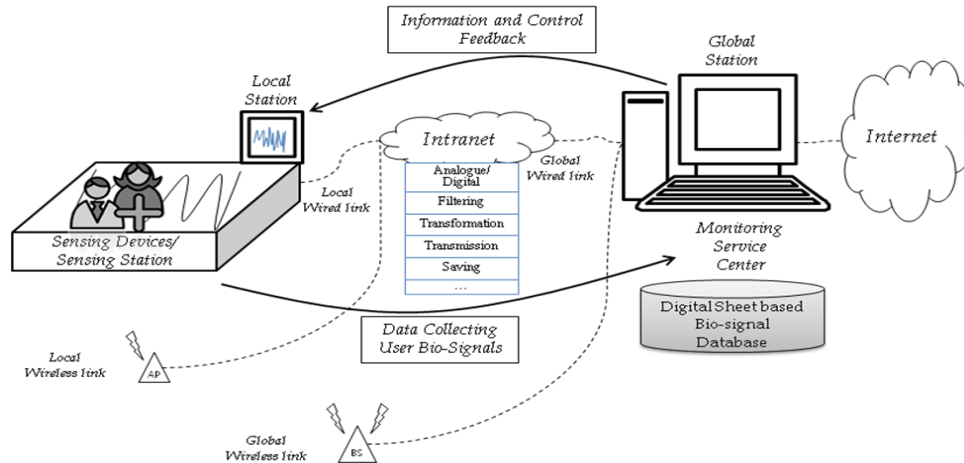 Information and Control
Feedback
Global
Station
Local
Station
Intranet
Internet
Analogue/
Digital
Filtering
Transformation
Transmission
Saving
...
Local
Wired link
Global
Wired link
Sensing Devices/
Sensing Station
Monitoring
Service
Center
Data Collecting
User Bio-Signals
Digital Sheet based
Bio-signal
Database
Local
Wireless link
AP
Global
Wireless link
BS